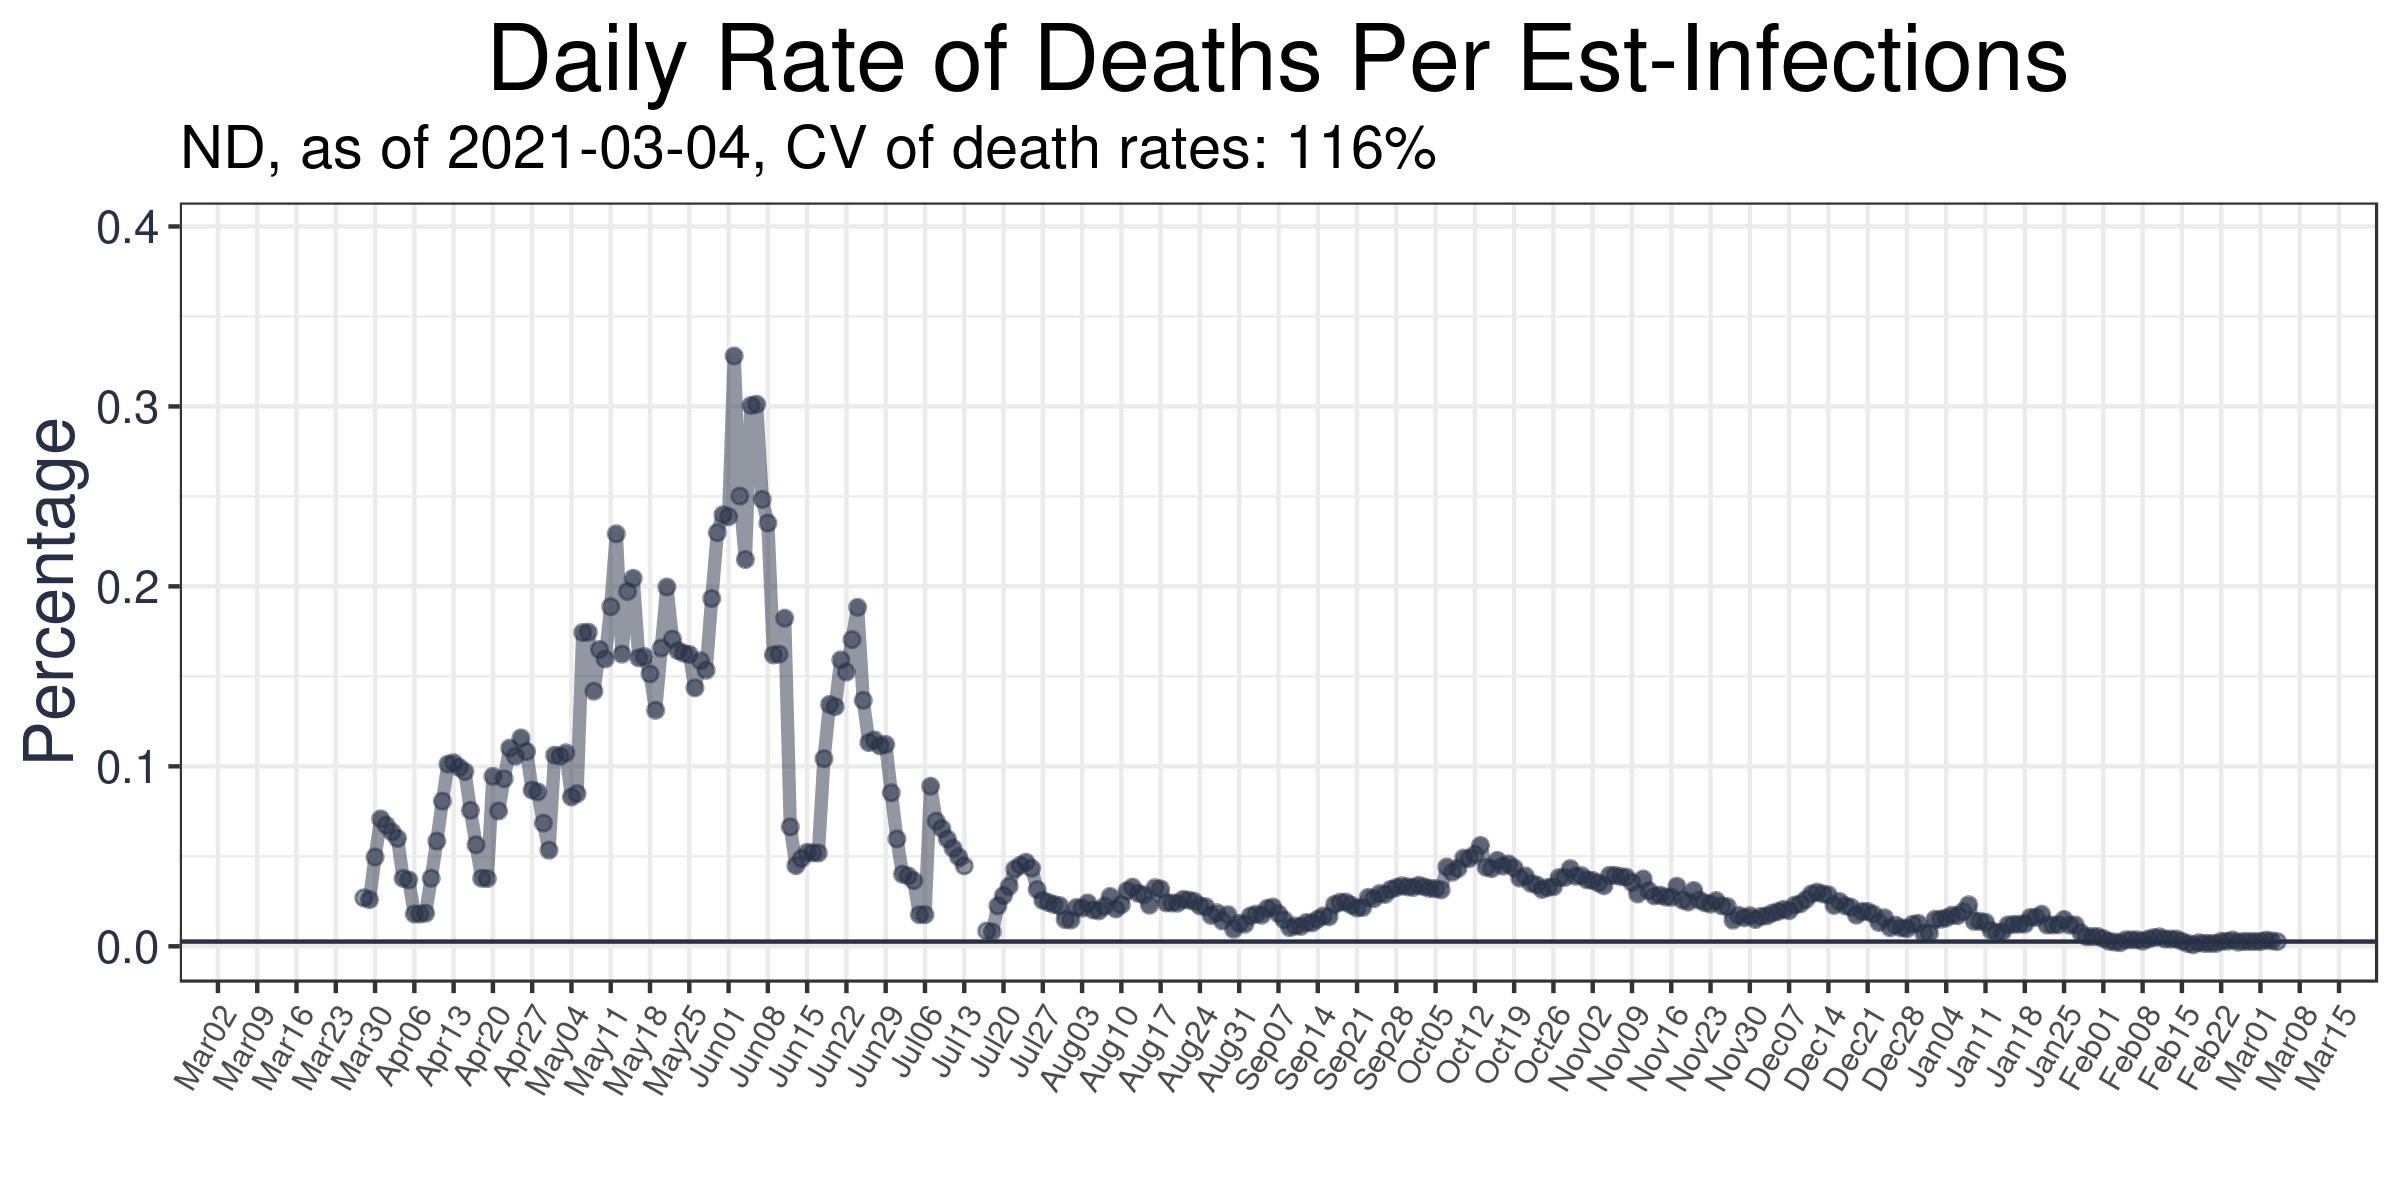 Daily Rate of Deaths Per Est-Infections
ND, as of 2021-03-04, CV of death rates: 116%
Percentage
0.4
0.3
0.2
0.1
0.0
Mar02
Mar09
Mar16
Mar23
Mar30
Apr06
Apr13
Apr20
Apr27
May04
May11
May18
May25
Jun01
Jun08
Jun15
Jun22
Jun29
Jul06
Jul13
Jul20
Jul27
Aug03
Aug10
Aug17
Aug24
Aug31
Sep07
Sep14
Sep21
Sep28
Oct05
Oct12
Oct19
Oct26
Nov02
Nov09
Nov16
Nov23
Nov30
Dec07
Dec14
Dec21
Dec28
Jan04
Jan11
Jan18
Jan25
Feb01
Feb08
Feb15
Feb22
Mar01
Mar08
Mar15